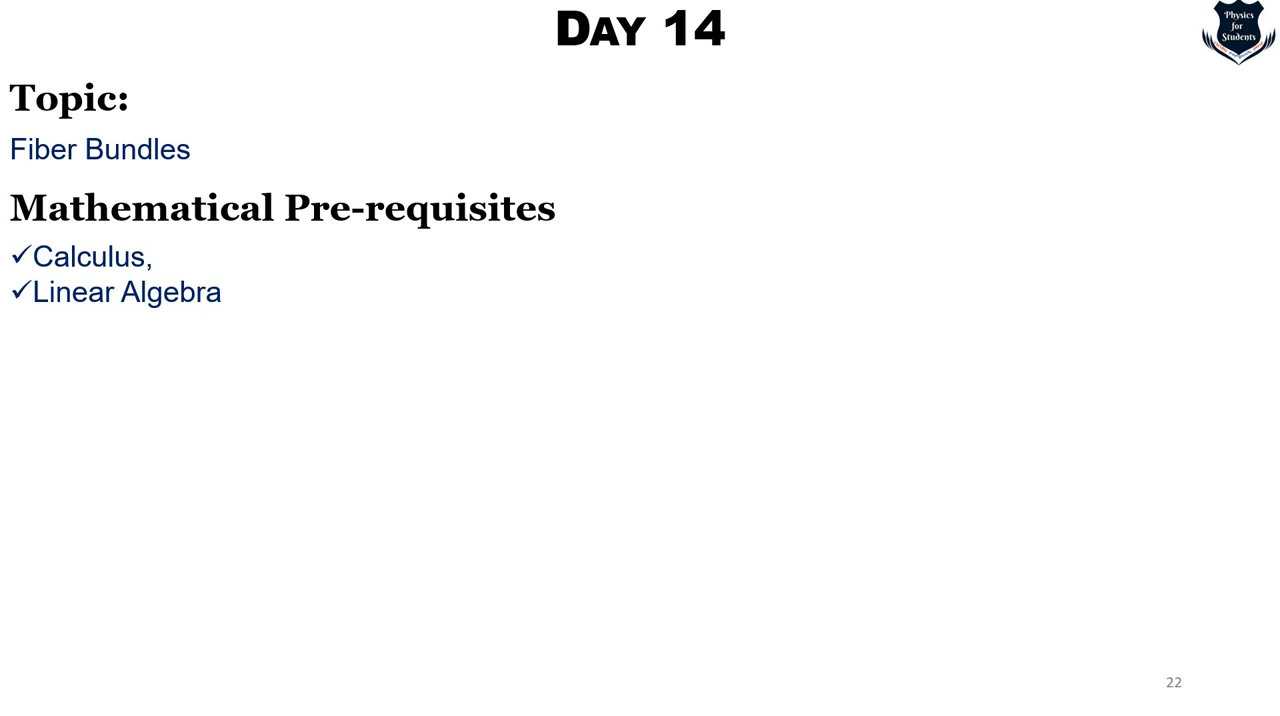 DAY 14
Physics
for
Students
Topic:
Fiber Bundles
Mathematical Pre-requisites
✓Calculus,
✓Linear Algebra
22